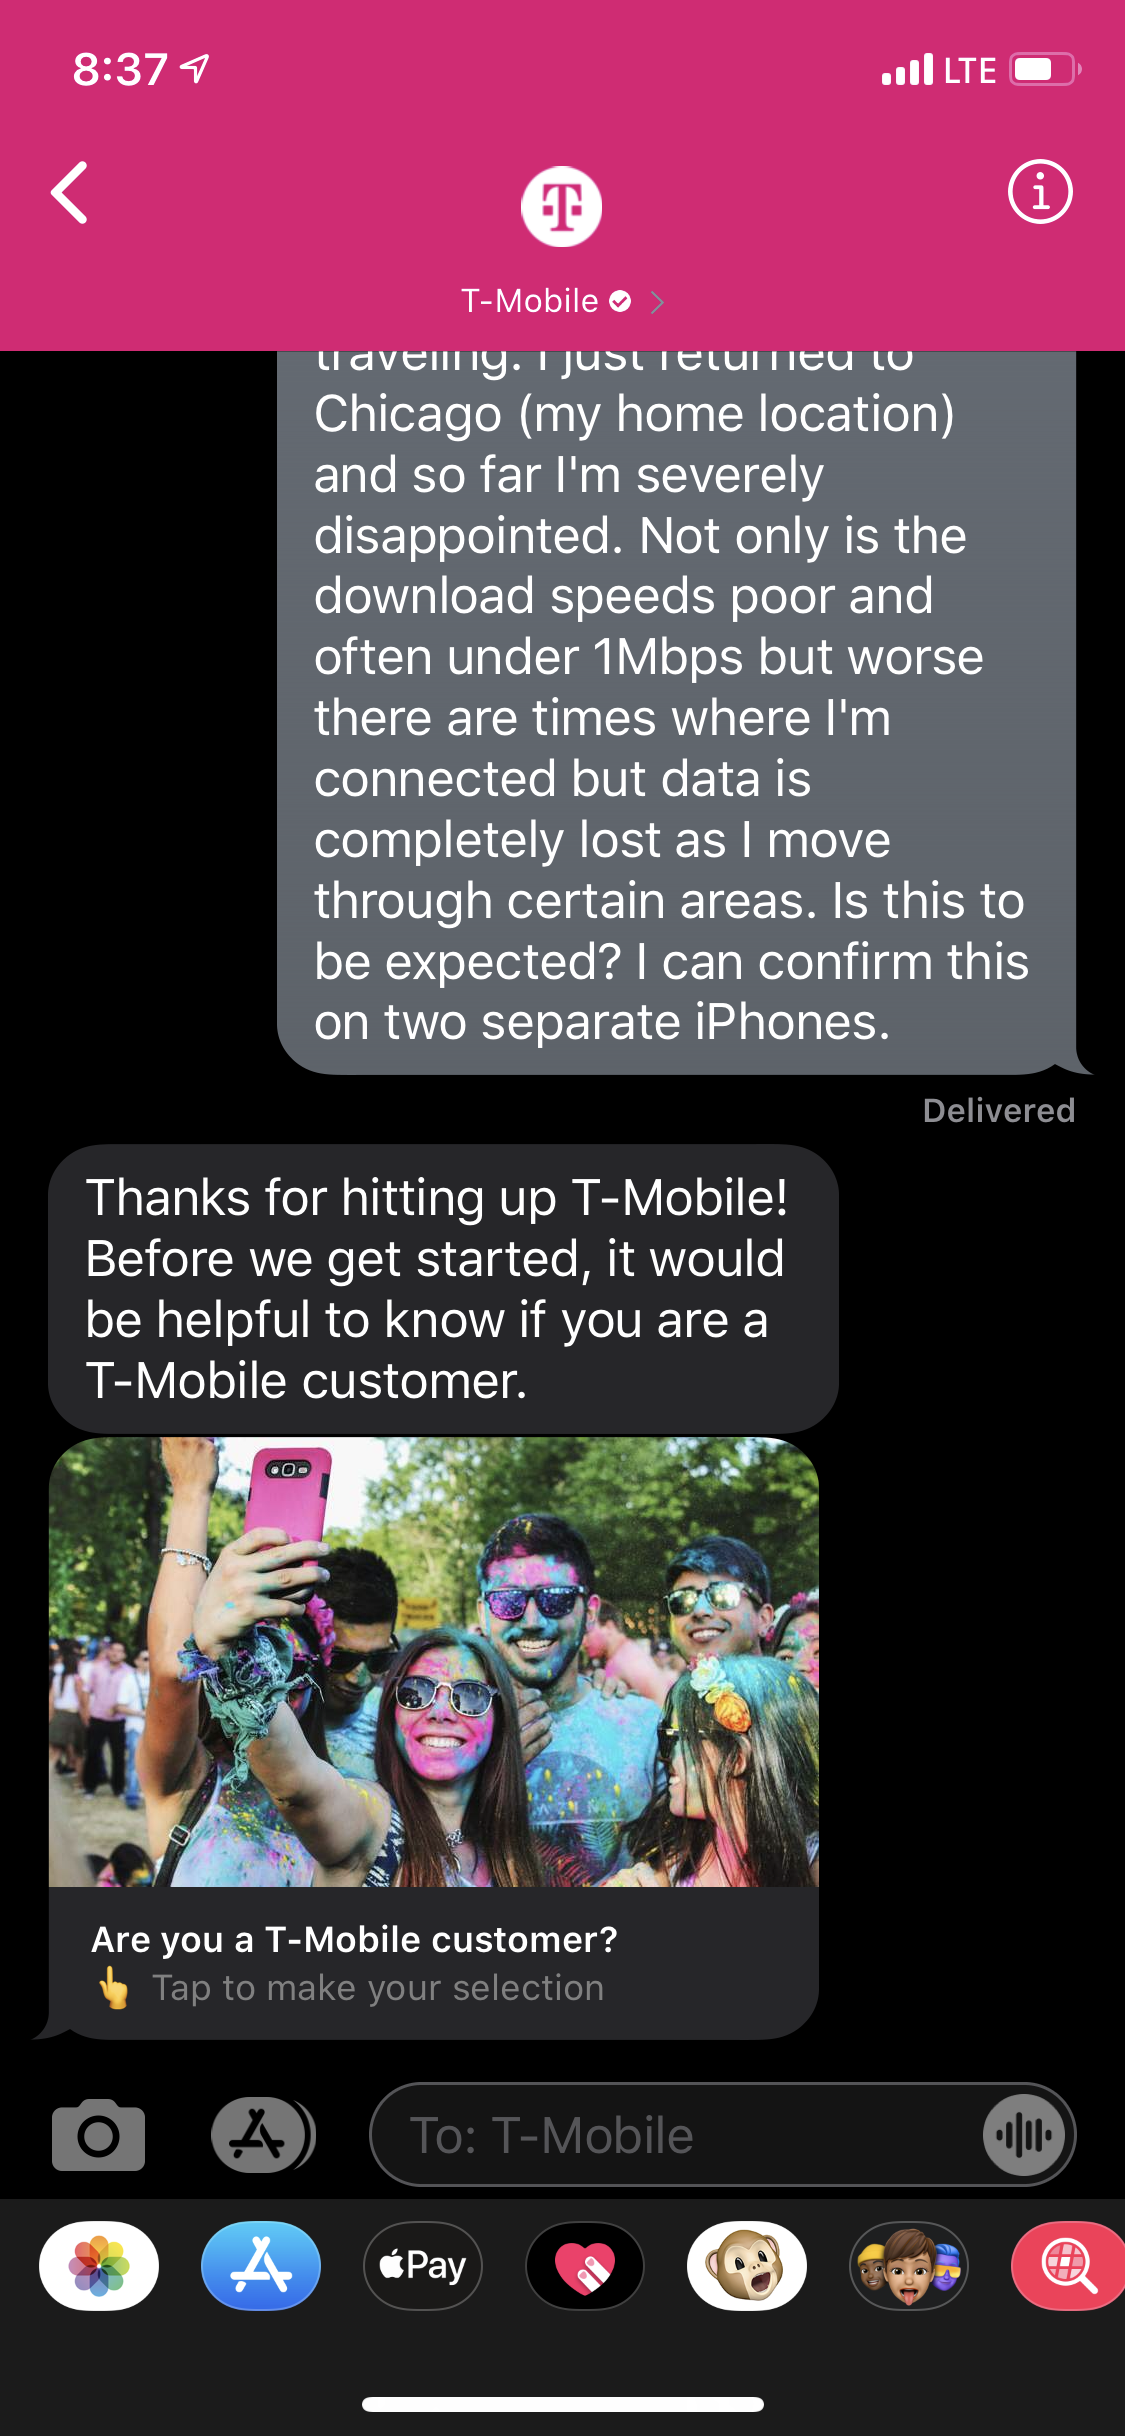 8:37
LTE
T
T-Mobile
traveling. I just returned to
Chicago (my home location)
and so far I'm severely
disappointed. Not only is the
download speeds poor and
often under 1Mbps but worse
there are times where I'm
connected but data is
completely lost as I move
through certain areas. Is this to
be expected? I can confirm this
on two separate iPhones.
Delivered
Thanks for hitting up T-Mobile!
Before we get started, it would
be helpful to know if you are a
T-Mobile customer.
Are you a T-Mobile customer?
👆 Tap to make your selection
To: T-Mobile
Pay